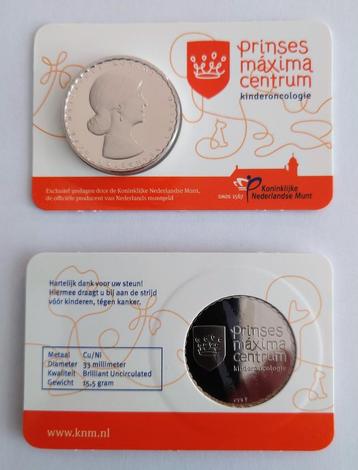 prinses
máxima
centrum
kinderoncologie
Exclusief geslagen door de Koninklijke Nederlandse Munt,
de officiële producent van Nederlands muntgeld
SINDS 1567
Koninklijke
Nederlandse Munt
Hartelijk dank voor uw steun!
Hiermee draagt u bij aan de strijd
vóór kinderen, tégen kanker.
Metaal Cu/Ni
Diameter 33 millimeter
Kwaliteit Brilliant Uncirculated
Gewicht 15,5 gram
www.knm.nl
prinses
máxima
centrum
kinderoncologie